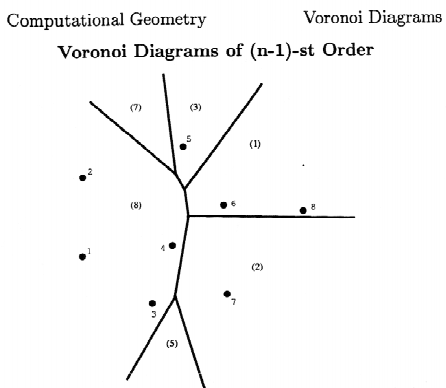 Computational Geometry Voronoi Diagrams
Voronoi Diagrams of (n-1)-st Order
(7) (3)
5 (1)
2
(8) 6 8
4
1 (2)
3 7
(5)